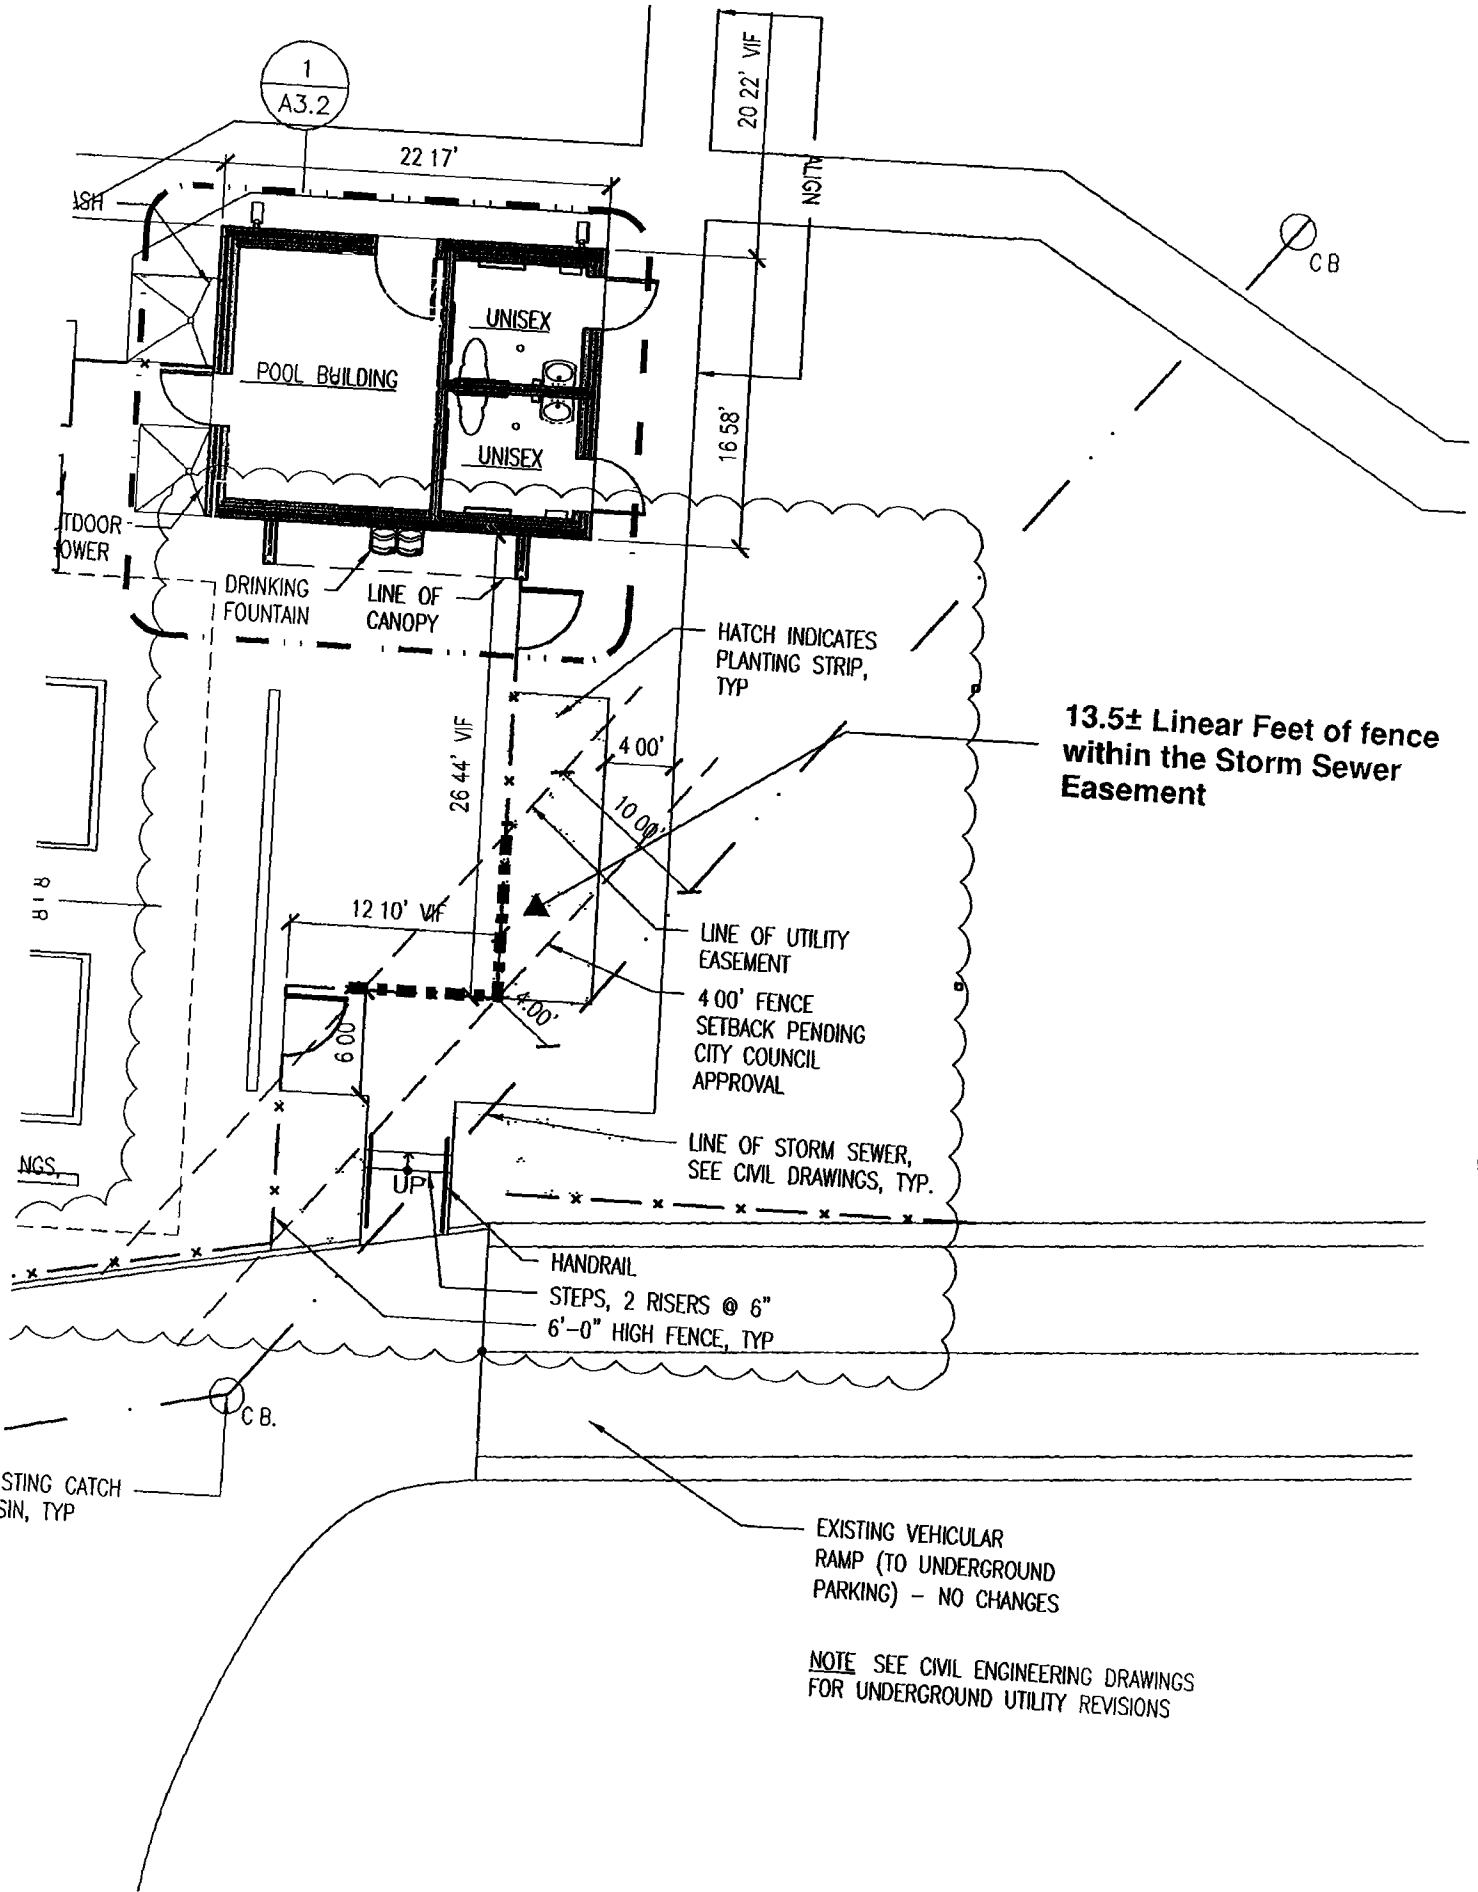 1
A3.2
20 22' VIF
22 17'
ALIGN
ASH
C B
UNISEX
POOL BUILDING
16 58'
UNISEX
TDOOR
OWER
DRINKING
FOUNTAIN
LINE OF
CANOPY
HATCH INDICATES
PLANTING STRIP,
TYP
13.5± Linear Feet of fence
within the Storm Sewer
Easement
26 44' VIF
4 00'
10 00'
12 10' VIF
LINE OF UTILITY
EASEMENT
4 00' FENCE
SETBACK PENDING
CITY COUNCIL
APPROVAL
4.00'
6 00
LINE OF STORM SEWER,
SEE CIVIL DRAWINGS, TYP.
NGS,
UP
HANDRAIL
STEPS, 2 RISERS @ 6"
6'-0" HIGH FENCE, TYP
C B.
STING CATCH
SIN, TYP
EXISTING VEHICULAR
RAMP (TO UNDERGROUND
PARKING) – NO CHANGES
NOTE SEE CIVIL ENGINEERING DRAWINGS
FOR UNDERGROUND UTILITY REVISIONS